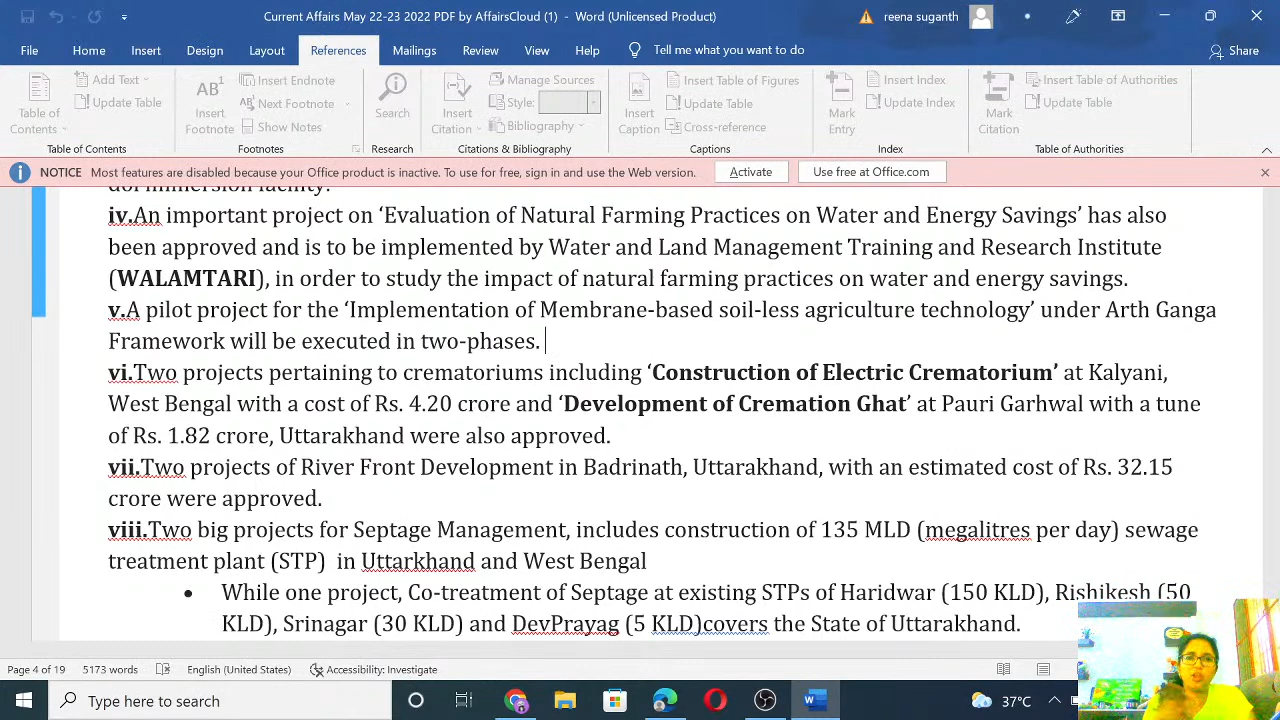 Current Affairs May 22-23 2022 PDF by AffairsCloud (1) - Word (Unlicensed Product)
reena suganth
File Home Insert Design Layout References Mailings Review View Help Tell me what you want to do Share
Table of Contents
Add Text
Update Table
Table of Contents
AB1 Insert Footnote
Insert Endnote
Next Footnote
Show Notes
Footnotes
Search
Research
Insert Citation
Manage Sources
Style:
Bibliography
Citations & Bibliography
Insert Caption
Insert Table of Figures
Update Table
Cross-reference
Captions
Mark Entry
Insert Index
Update Index
Index
Mark Citation
Insert Table of Authorities
Update Table
Table of Authorities
NOTICE Most features are disabled because your Office product is inactive. To use for free, sign in and use the Web version. Activate Use free at Office.com
immersion facility.
iv.An important project on ‘Evaluation of Natural Farming Practices on Water and Energy Savings’ has also
been approved and is to be implemented by Water and Land Management Training and Research Institute
(WALAMTARI), in order to study the impact of natural farming practices on water and energy savings.
v.A pilot project for the ‘Implementation of Membrane-based soil-less agriculture technology’ under Arth Ganga
Framework will be executed in two-phases.
vi.Two projects pertaining to crematoriums including ‘Construction of Electric Crematorium’ at Kalyani,
West Bengal with a cost of Rs. 4.20 crore and ‘Development of Cremation Ghat’ at Pauri Garhwal with a tune
of Rs. 1.82 crore, Uttarakhand were also approved.
vii.Two projects of River Front Development in Badrinath, Uttarakhand, with an estimated cost of Rs. 32.15
crore were approved.
viii.Two big projects for Septage Management, includes construction of 135 MLD (megalitres per day) sewage
treatment plant (STP) in Uttarkhand and West Bengal
• While one project, Co-treatment of Septage at existing STPs of Haridwar (150 KLD), Rishikesh (50
KLD), Srinagar (30 KLD) and DevPrayag (5 KLD)covers the State of Uttarakhand.
Page 4 of 19 5173 words English (United States) Accessibility: Investigate
Type here to search 37°C